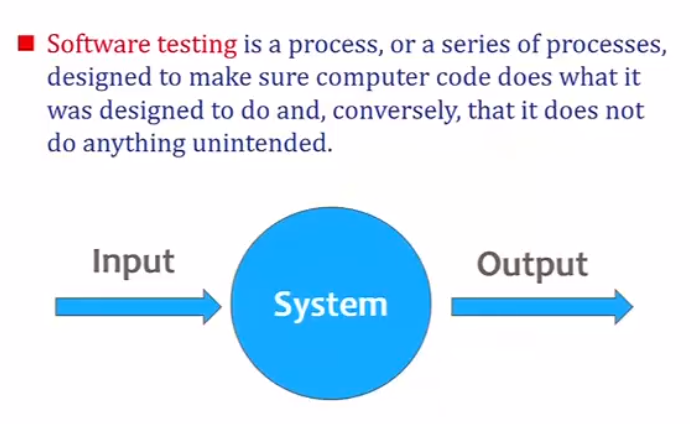 Software testing is a process, or a series of processes,
designed to make sure computer code does what it
was designed to do and, conversely, that it does not
do anything unintended.
Input
System
Output